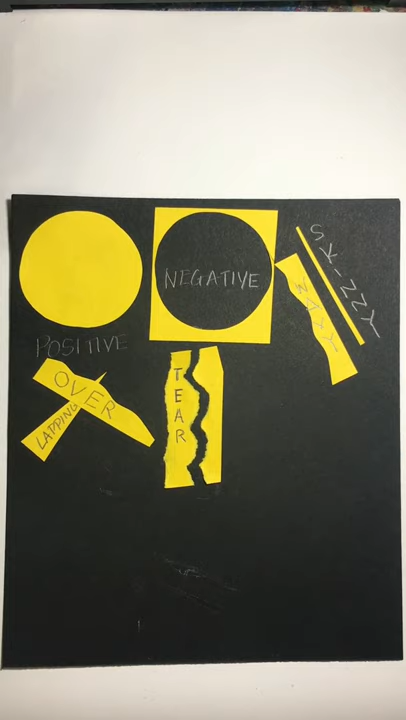 NEGATIVE
SKINNY
WAVY
POSITIVE
OVER
LAPPING
TEAR